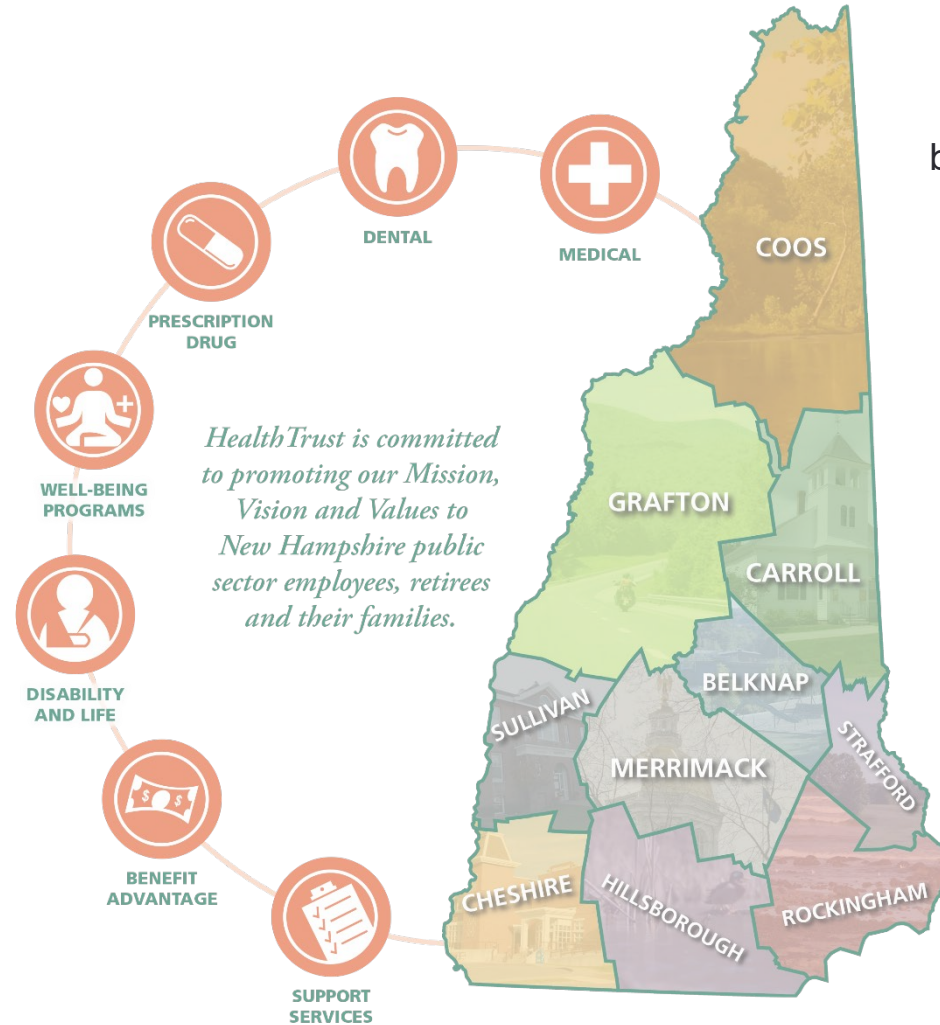 b
DENTAL
MEDICAL
COOS
PRESCRIPTION
DRUG
HealthTrust is committed
to promoting our Mission,
Vision and Values to
New Hampshire public
sector employees, retirees
and their families.
WELL-BEING
PROGRAMS
GRAFTON
CARROLL
DISABILITY
AND LIFE
BELKNAP
SULLIVAN
STRAFFORD
MERRIMACK
BENEFIT
ADVANTAGE
CHESHIRE
HILLSBOROUGH
ROCKINGHAM
SUPPORT
SERVICES